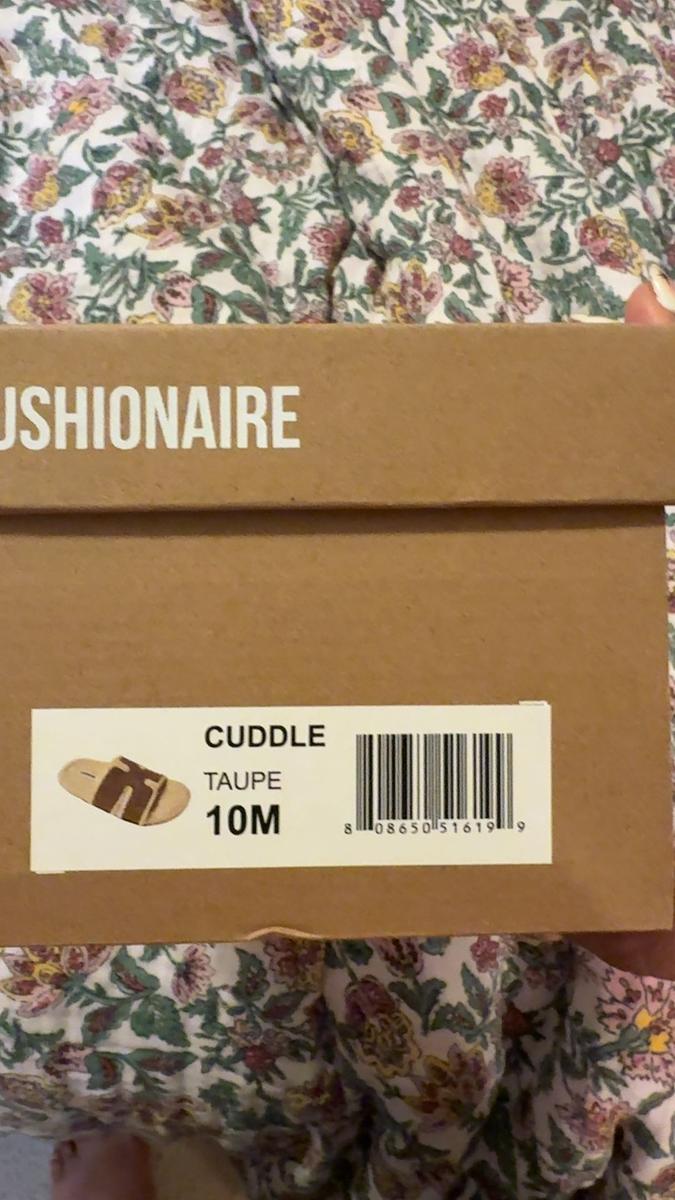 USHIONAIRE
CUDDLE
TAUPE
10M
8 08650 51619 9